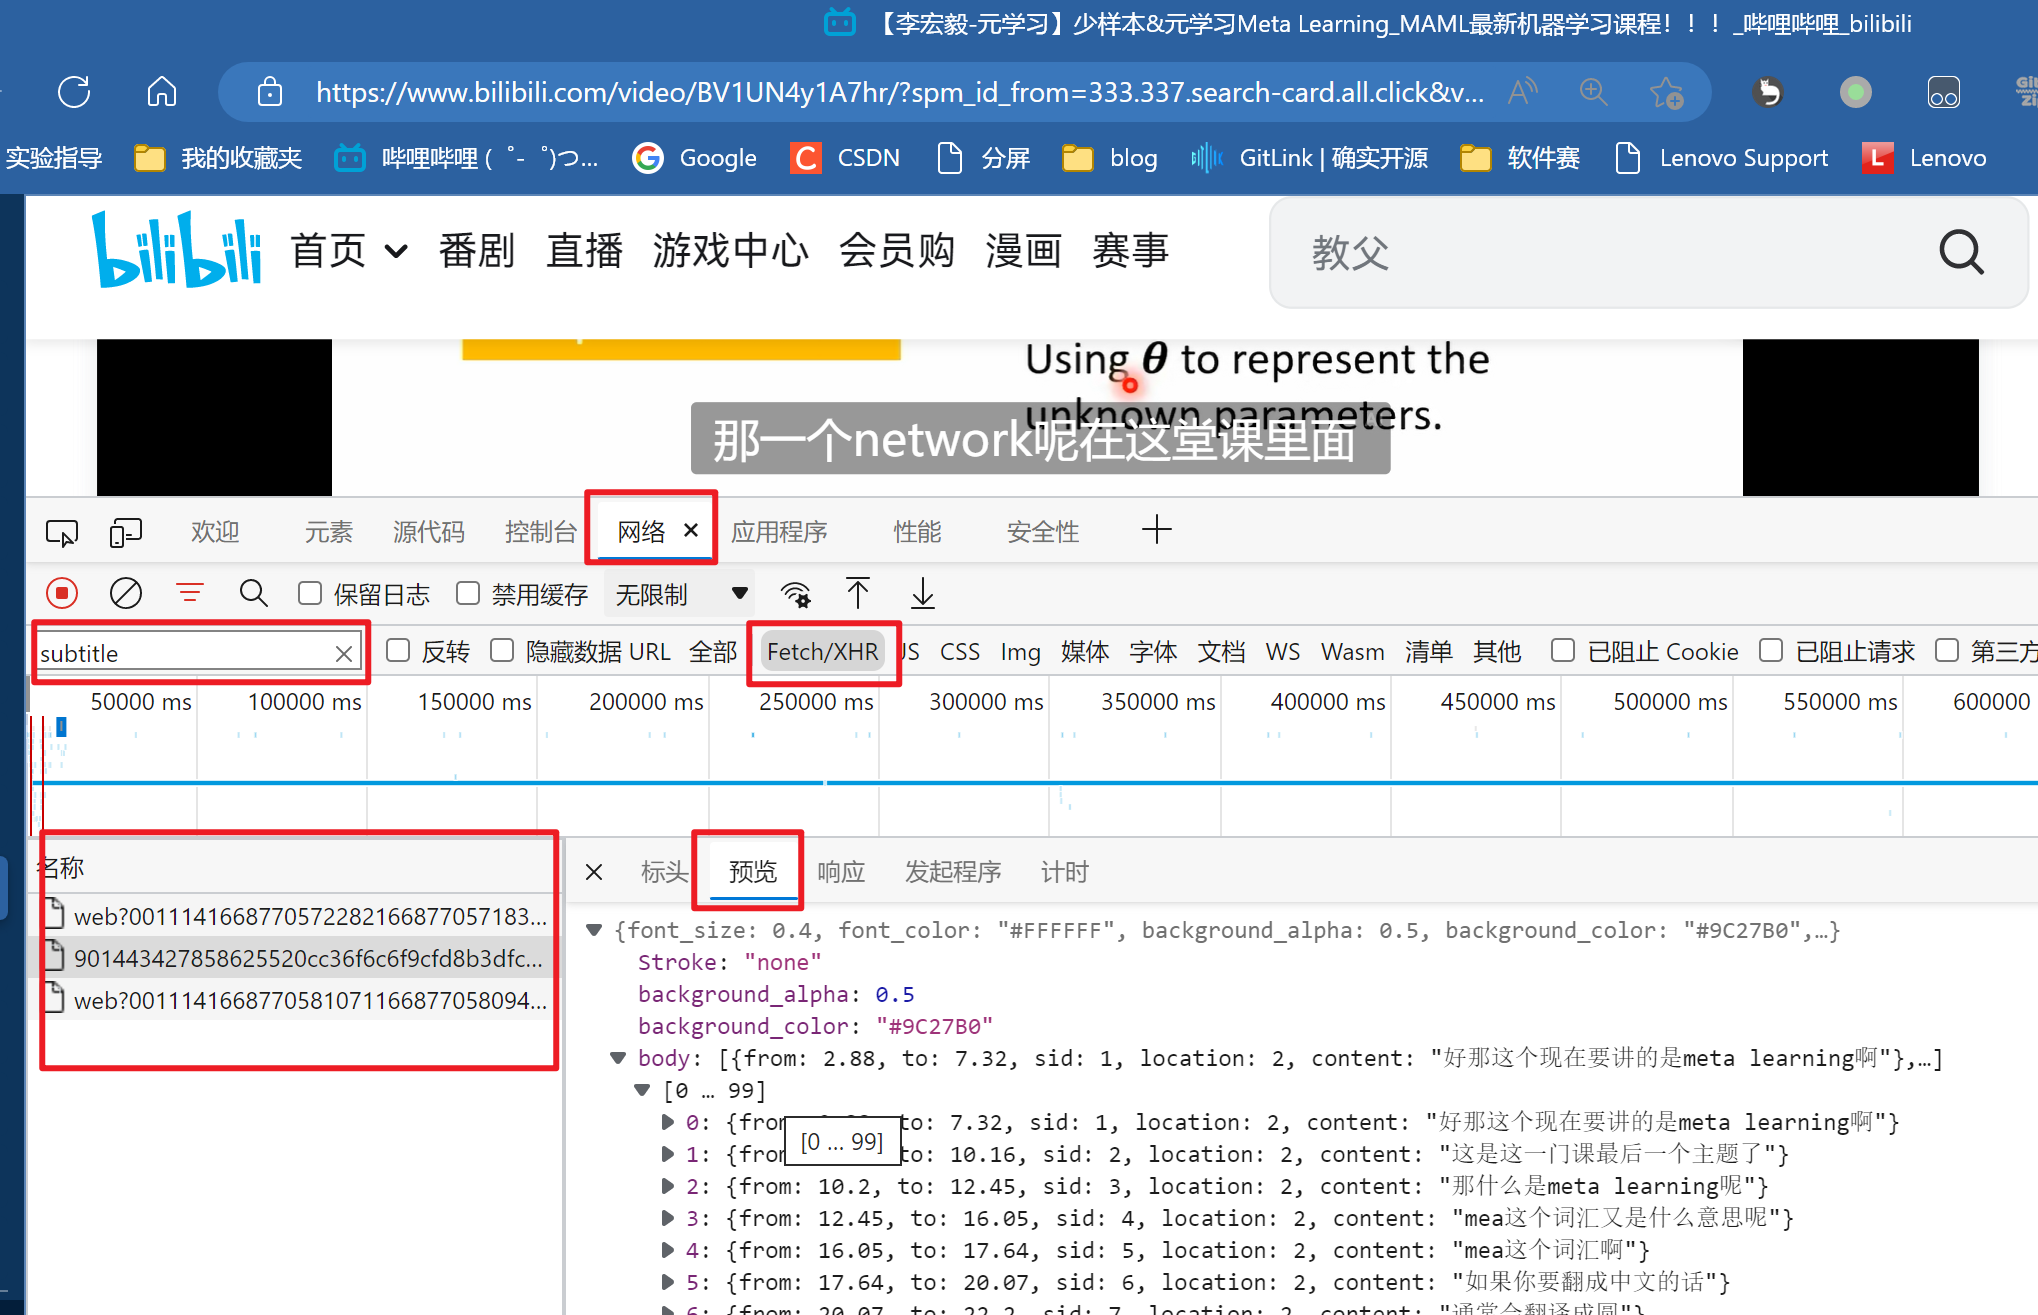 【李宏毅-元学习】少样本&元学习Meta Learning_MAML最新机器学习课程！！！_哔哩哔哩_bilibili
https://www.bilibili.com/video/BV1UN4y1A7hr/?spm_id_from=333.337.search-card.all.click&v...
实验指导 我的收藏夹 哔哩哔哩 (゜-゜)つ... Google CSDN 分屏 blog GitLink | 确实开源 软件赛 Lenovo Support Lenovo
bilibili 首页 番剧 直播 游戏中心 会员购 漫画 赛事 教父
Using θ to represent the
unknown parameters.
那一个network呢在这堂课里面
欢迎 元素 源代码 控制台 网络 应用程序 性能 安全性
保留日志 禁用缓存 无限制
subtitle 反转 隐藏数据 URL 全部 Fetch/XHR JS CSS Img 媒体 字体 文档 WS Wasm 清单 其他 已阻止 Cookie 已阻止请求 第三方
50000 ms 100000 ms 150000 ms 200000 ms 250000 ms 300000 ms 350000 ms 400000 ms 450000 ms 500000 ms 550000 ms 600000
名称 标头 预览 响应 发起程序 计时
web?0011141668770572282166877057183...
901443427858625520cc36f6c6f9cfd8b3dfc...
web?0011141668770581071166877058094...
{font_size: 0.4, font_color: "#FFFFFF", background_alpha: 0.5, background_color: "#9C27B0",…}
Stroke: "none"
background_alpha: 0.5
background_color: "#9C27B0"
body: [{from: 2.88, to: 7.32, sid: 1, location: 2, content: "好那这个现在要讲的是meta learning啊"},…]
[0 … 99]
0: {from to: 7.32, sid: 1, location: 2, content: "好那这个现在要讲的是meta learning啊"}
[0 … 99]
1: {from to: 10.16, sid: 2, location: 2, content: "这是这一门课最后一个主题了"}
2: {from: 10.2, to: 12.45, sid: 3, location: 2, content: "那什么是meta learning呢"}
3: {from: 12.45, to: 16.05, sid: 4, location: 2, content: "mea这个词汇又是什么意思呢"}
4: {from: 16.05, to: 17.64, sid: 5, location: 2, content: "mea这个词汇啊"}
5: {from: 17.64, to: 20.07, sid: 6, location: 2, content: "如果你要翻成中文的话"}
6: {from: 20.07, to: 22.2, sid: 7, location: 2, content: "通常会翻译成圆"}